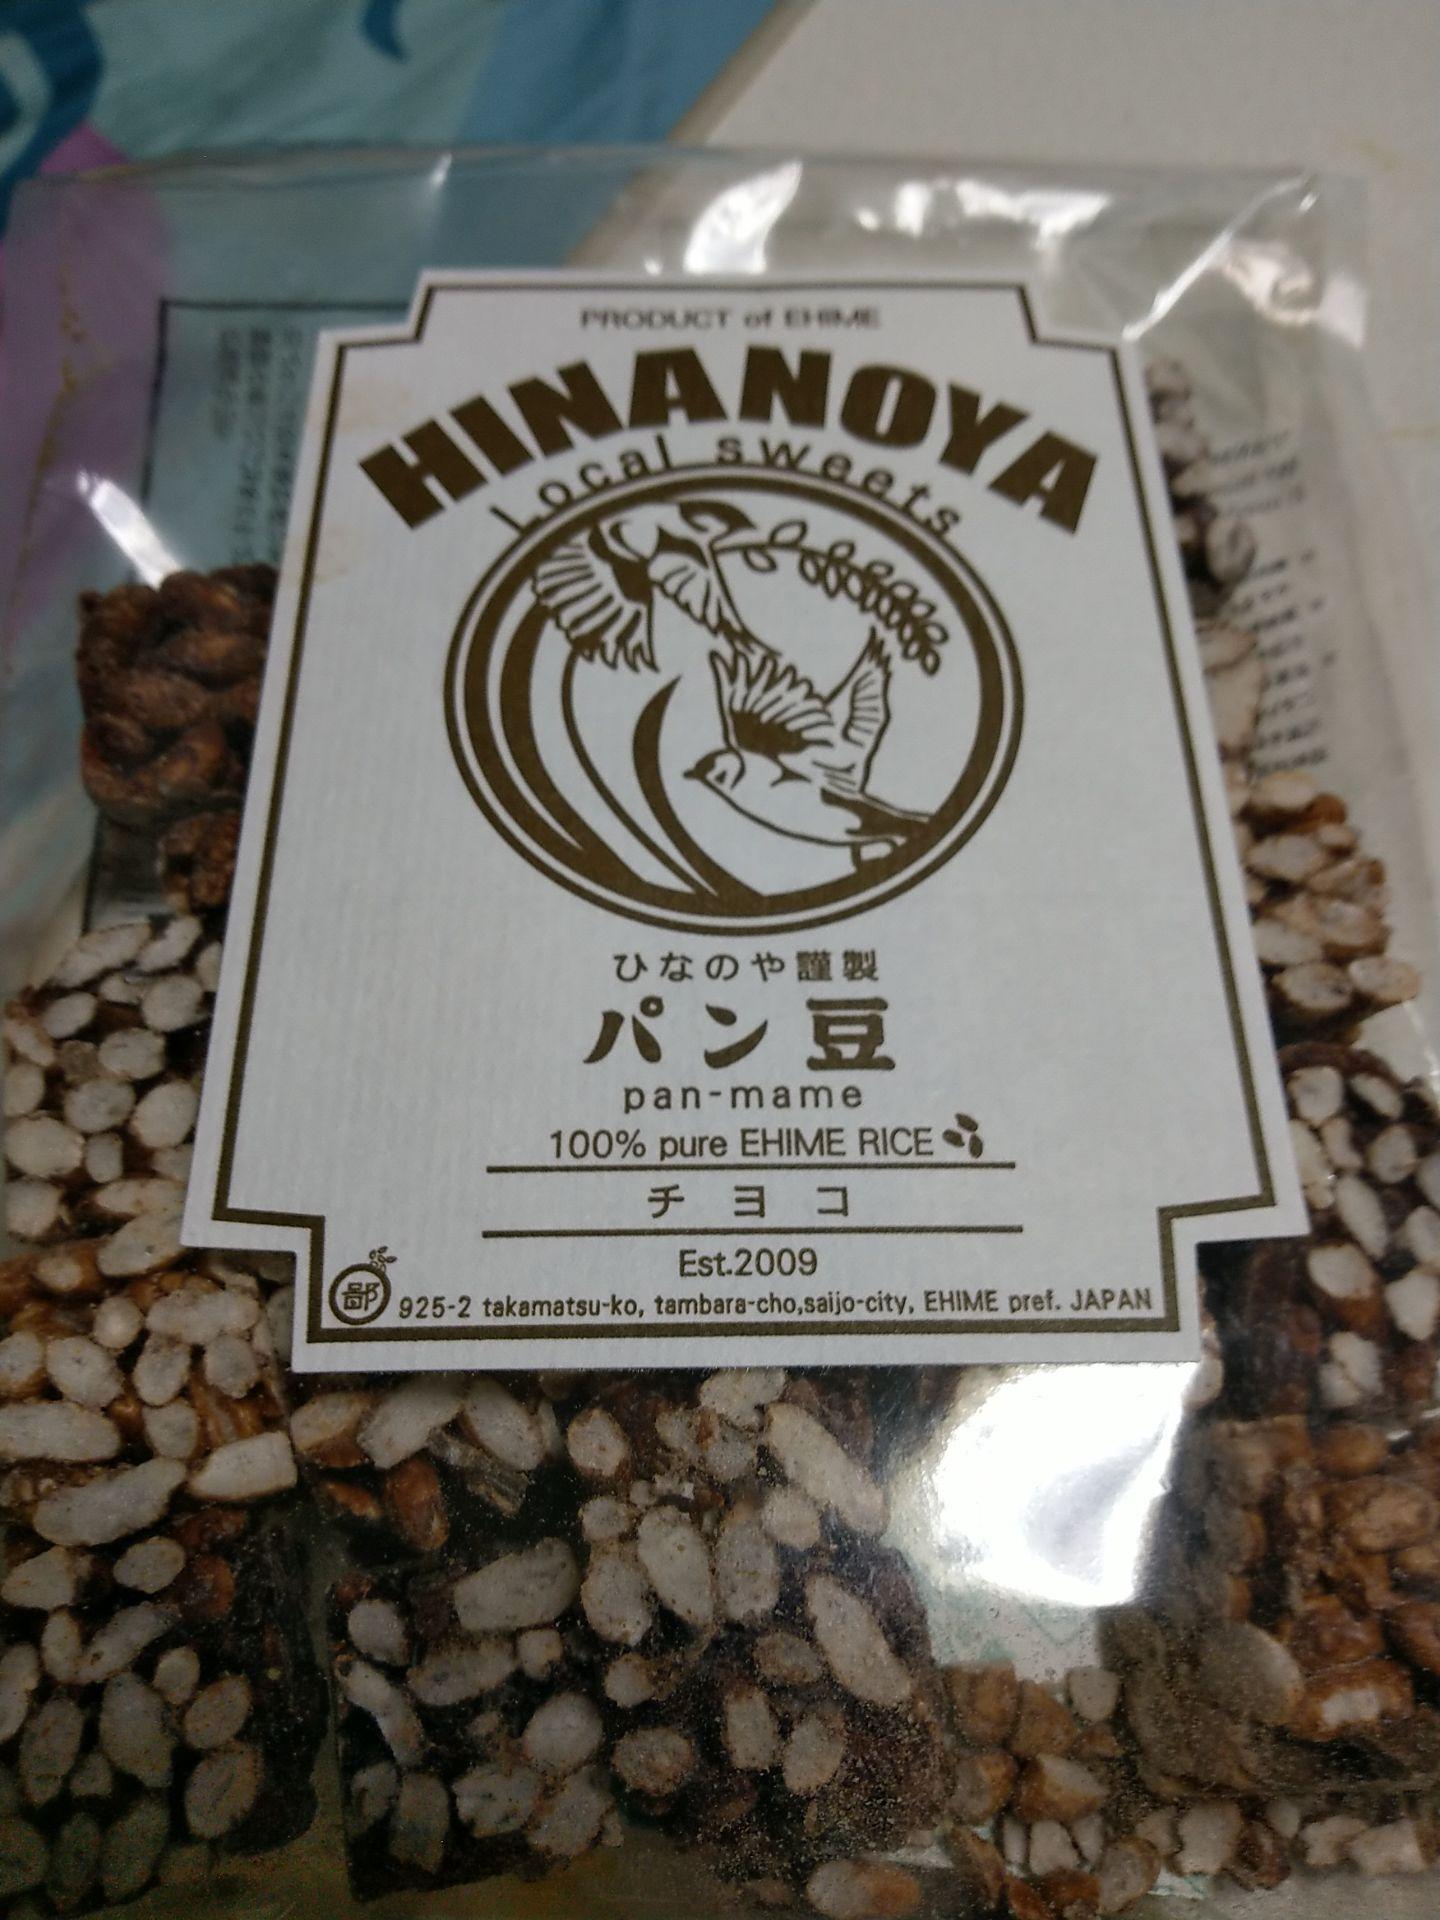 PRODUCT of EHIME
HINANOYA
Local sweets
ひなのや謹製
パン豆
pan-mame
100% pure EHIME RICE
チヨコ
Est.2009
925-2 takamatsu-ko, tambara-cho,saijo-city, EHIME pref. JAPAN